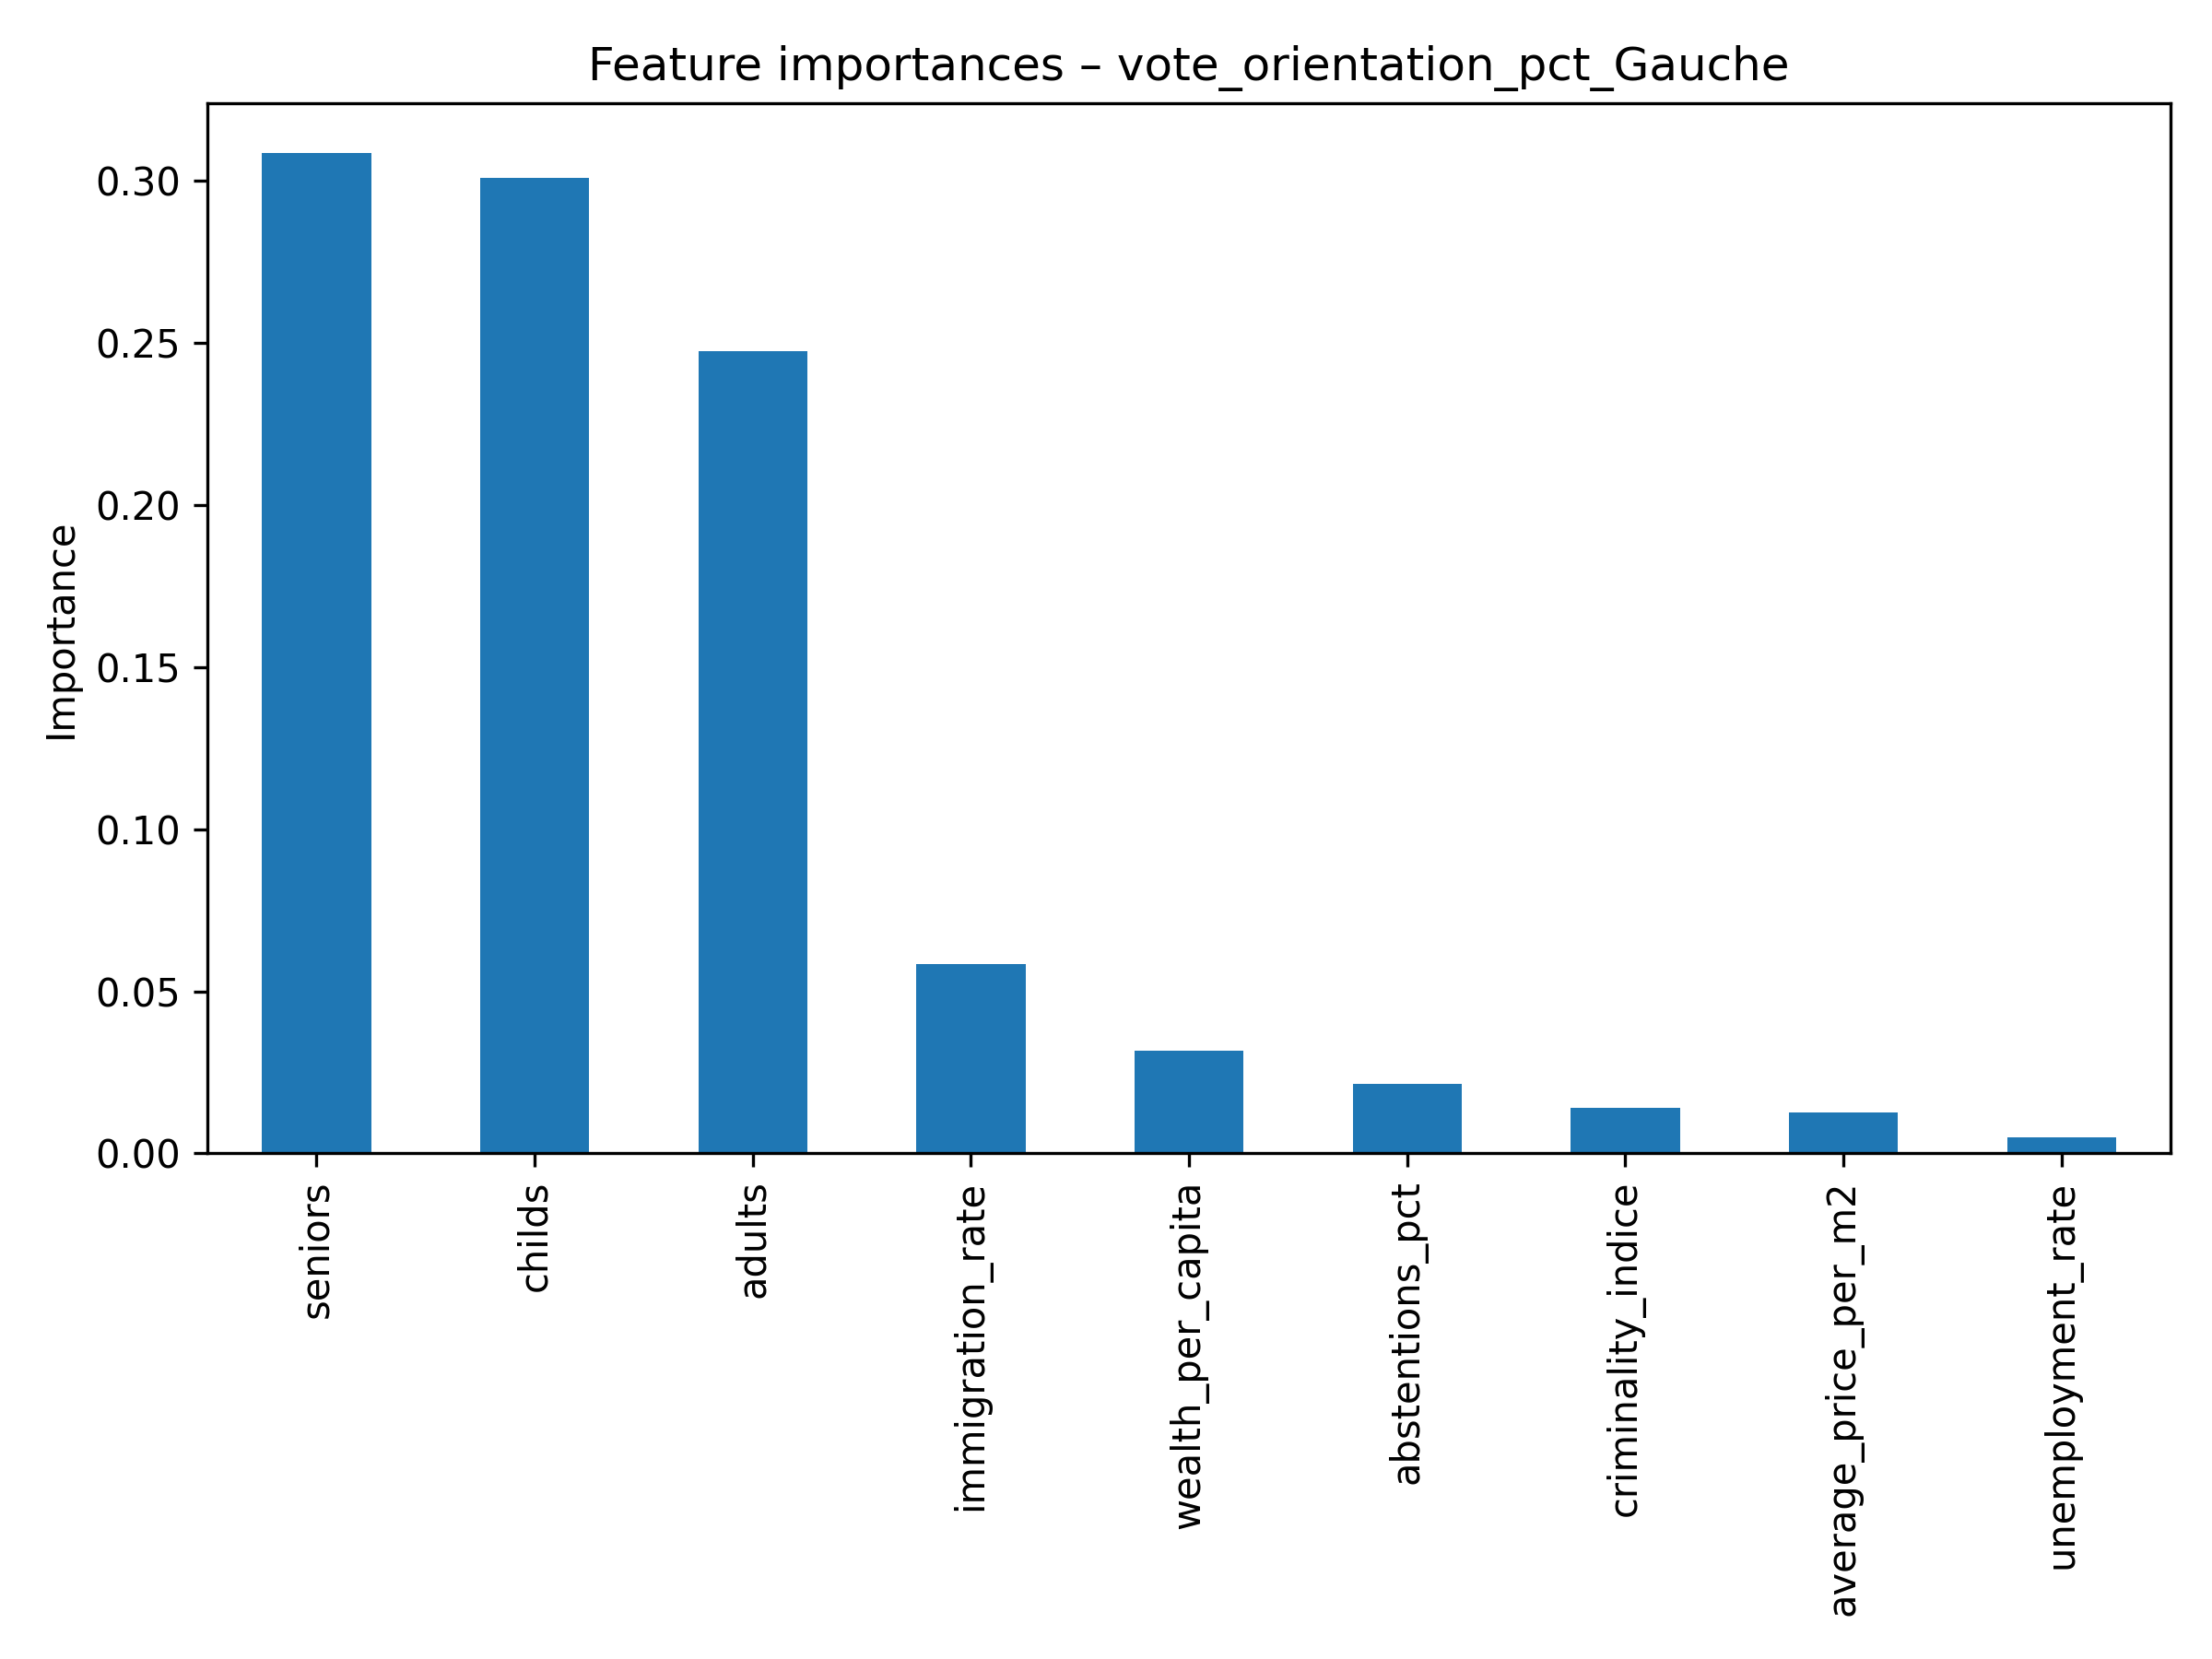 Feature importances – vote_orientation_pct_Gauche
Importance
0.30
0.25
0.20
0.15
0.10
0.05
0.00
seniors
childs
adults
immigration_rate
wealth_per_capita
abstentions_pct
criminality_indice
average_price_per_m2
unemployment_rate